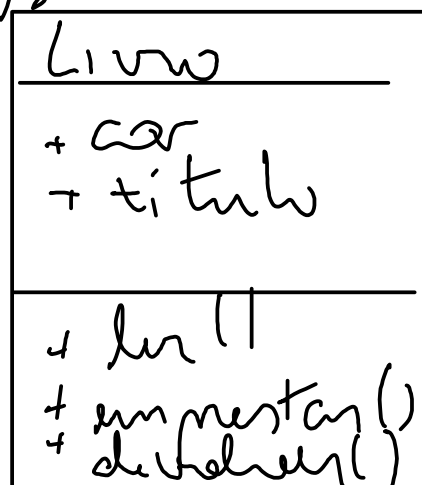 Livro
+ cor
+ titulo
+ ler()
+ emprestar()
+ devolver()